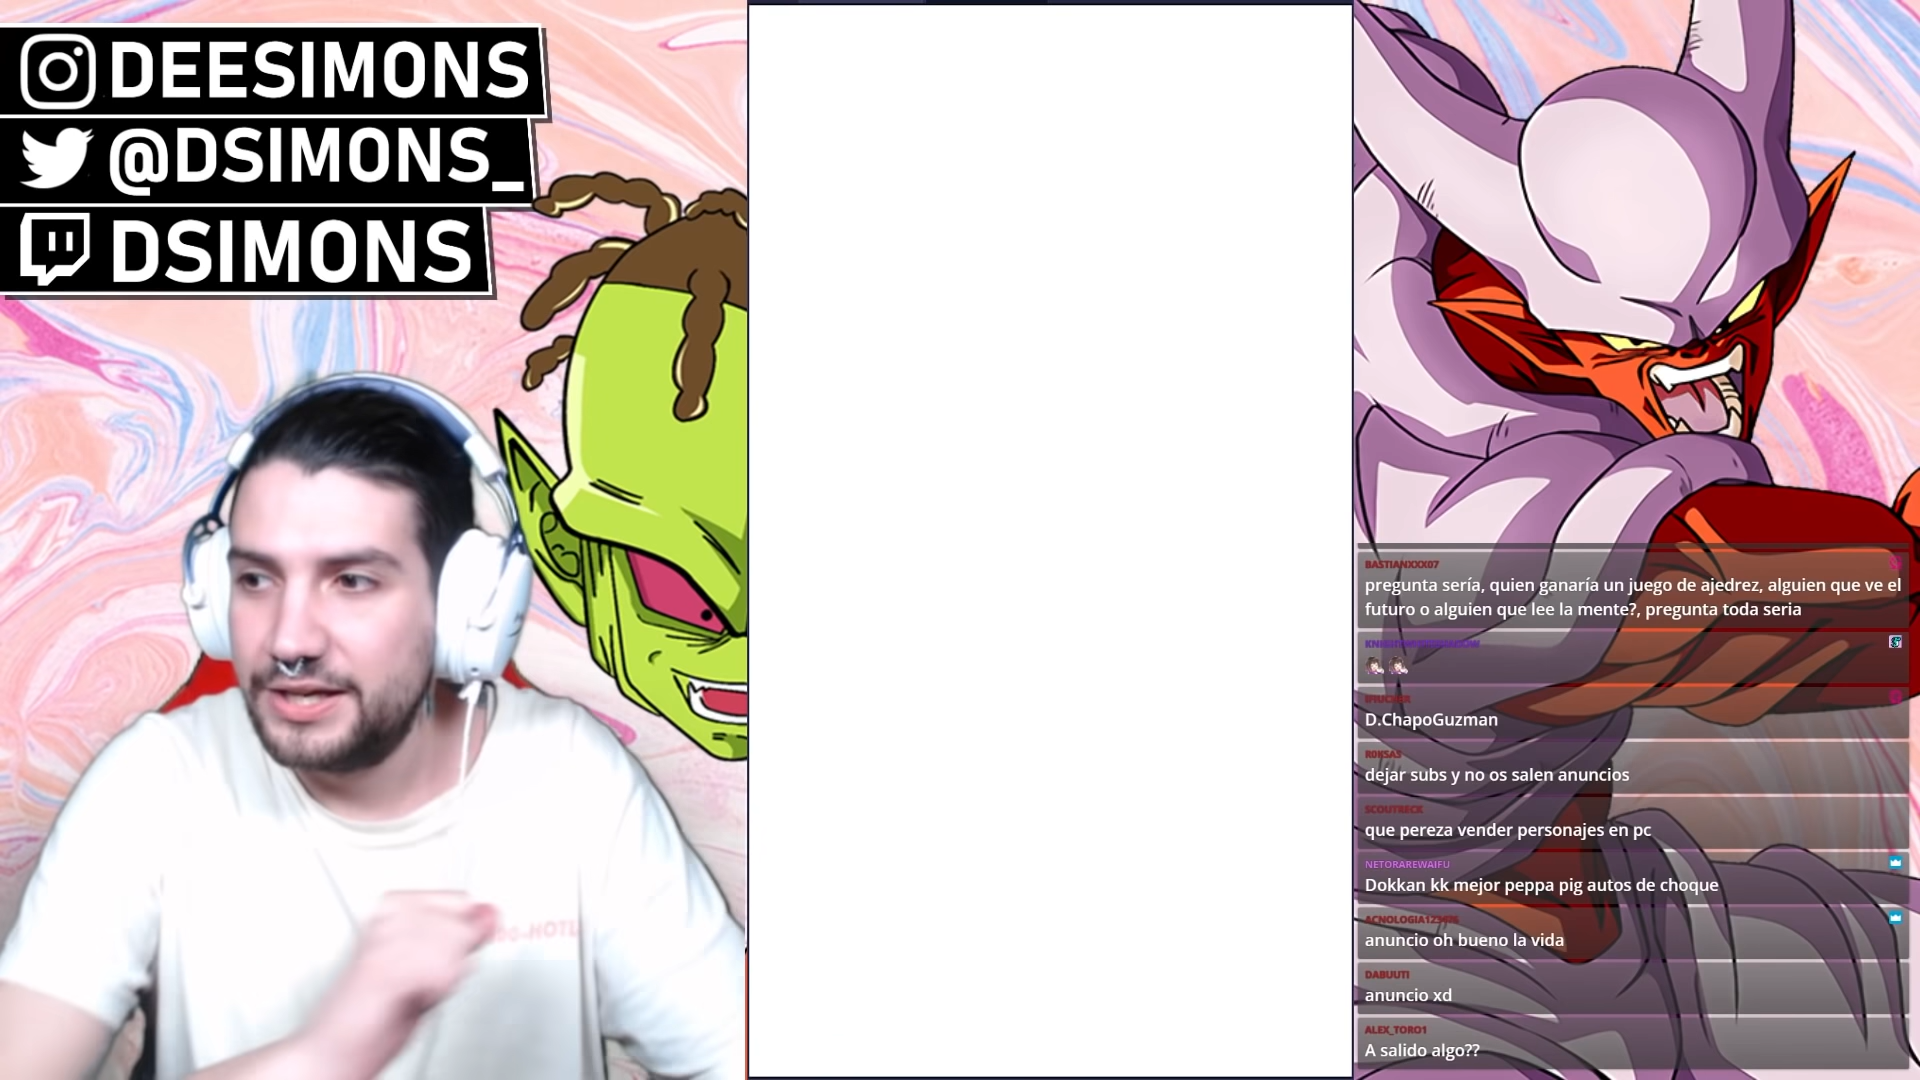 DEESIMONS
@DSIMONS_
DSIMONS
BASTIANXXX07
pregunta sería, quien ganaría un juego de ajedrez, alguien que ve el
futuro o alguien que lee la mente?, pregunta toda seria
D.ChapoGuzman
R0KSAS
dejar subs y no os salen anuncios
SCOUTBECK
que pereza vender personajes en pc
NETORAREWAIFU
Dokkan kk mejor peppa pig autos de choque
anuncio oh bueno la vida
DABUUTI
anuncio xd
ALEX_TORO1
A salido algo??